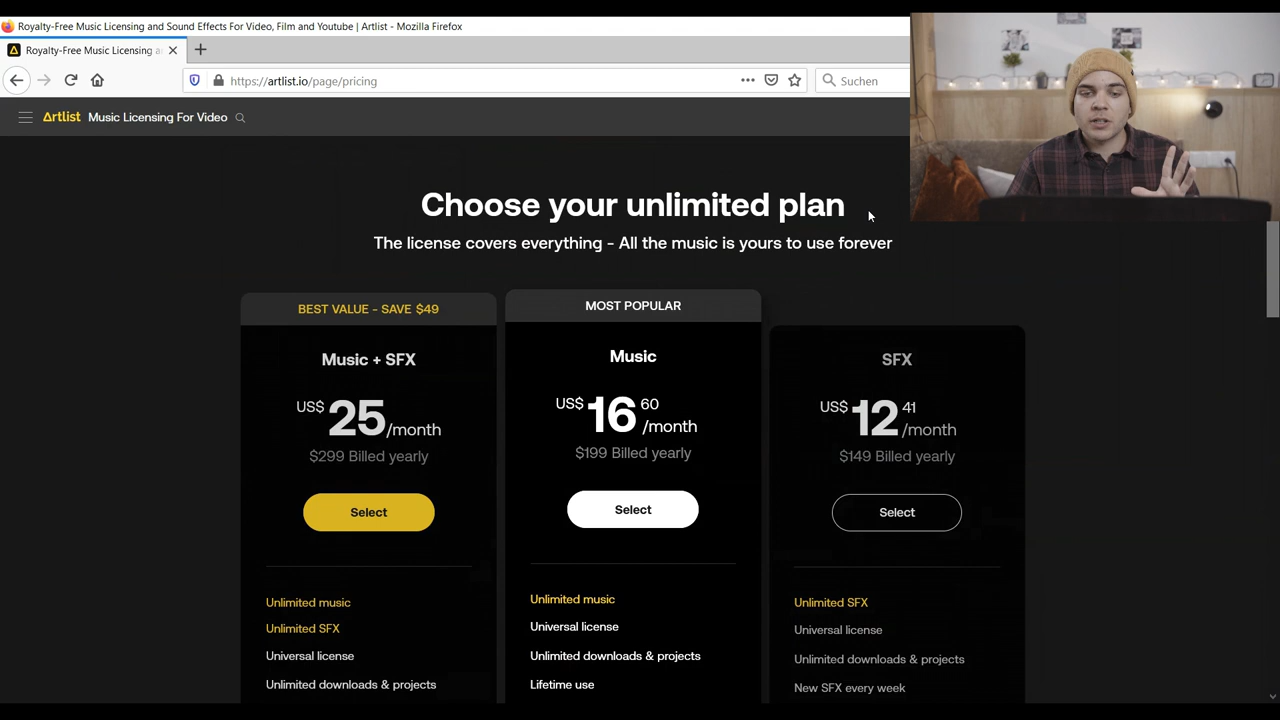 Royalty-Free Music Licensing and Sound Effects For Video, Film and Youtube | Artlist - Mozilla Firefox
Royalty-Free Music Licensing a
https://artlist.io/page/pricing
Suchen
Artlist Music Licensing For Video
Choose your unlimited plan
The license covers everything - All the music is yours to use forever
BEST VALUE - SAVE $49
Music + SFX
US$ 25 /month
$299 Billed yearly
Select
Unlimited music
Unlimited SFX
Universal license
Unlimited downloads & projects
MOST POPULAR
Music
US$ 16 60 /month
$199 Billed yearly
Select
Unlimited music
Universal license
Unlimited downloads & projects
Lifetime use
SFX
US$ 12 41 /month
$149 Billed yearly
Select
Unlimited SFX
Universal license
Unlimited downloads & projects
New SFX every week